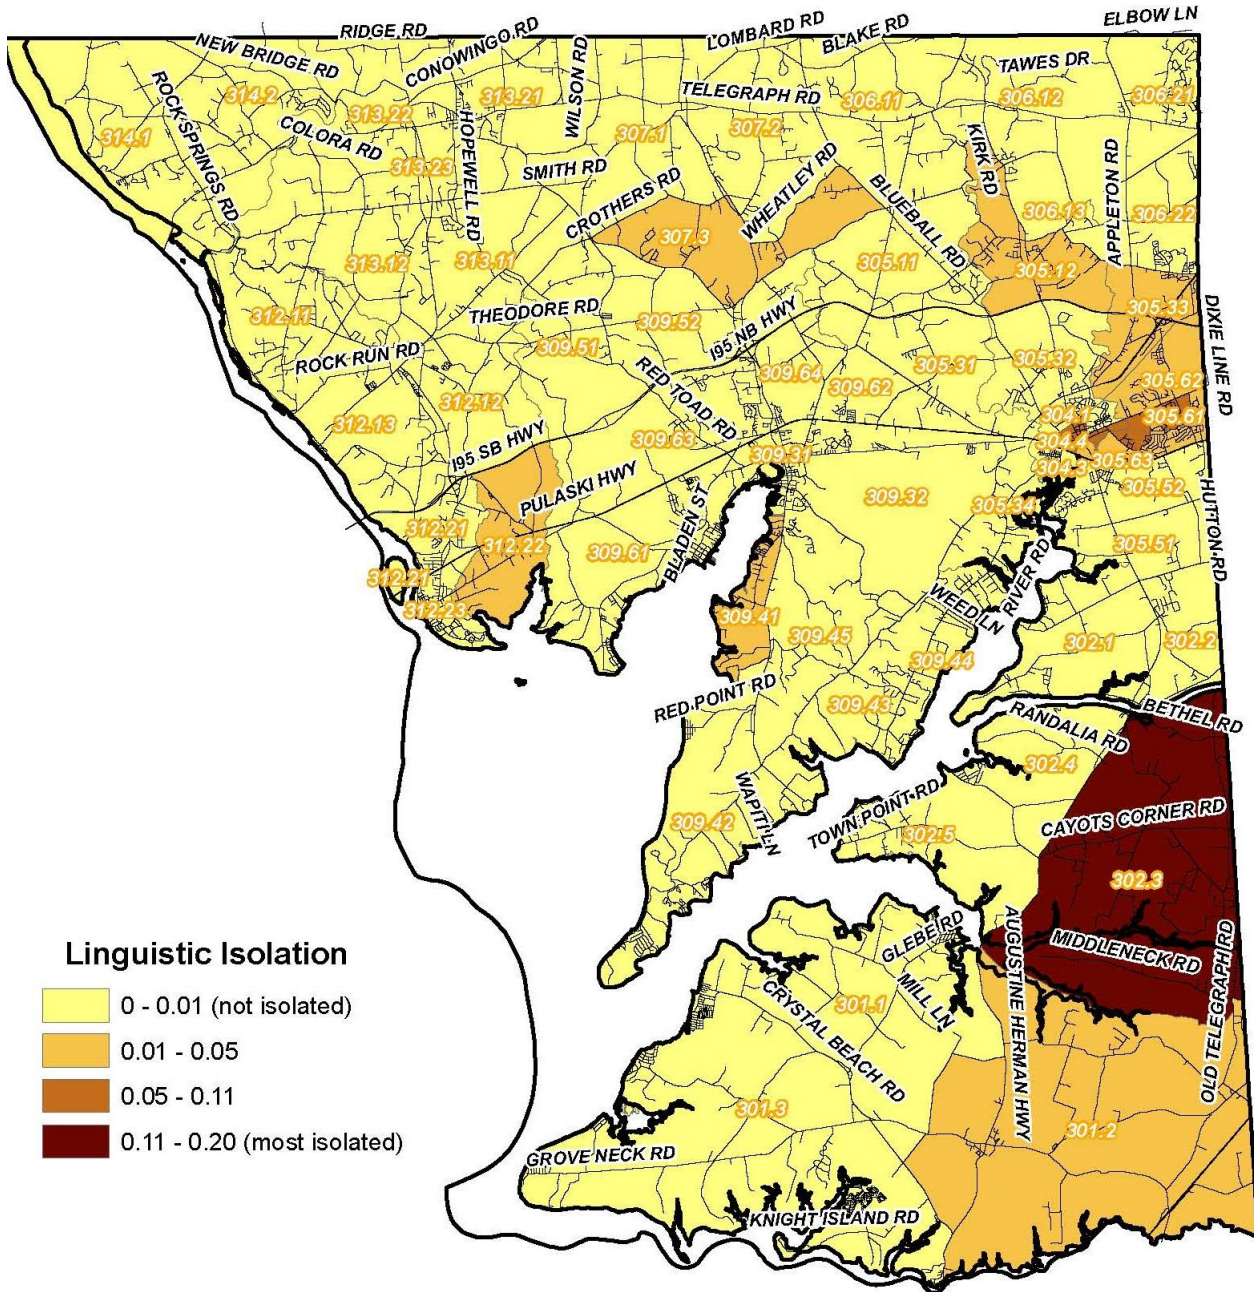 ELBOW LN
RIDGE RD
LOMBARD RD
BLAKE RD
NEW BRIDGE RD
CONOWINGO RD
WILSON RD
TAWES DR
ROCK SPRINGS RD
314.2
313.22
313.21
TELEGRAPH RD
306.11
306.12
306.21
314.1
COLORA RD
HOPEWELL RD
307.1
307.2
KIRK RD
APPLETON RD
313.23
SMITH RD
CROTHERS RD
WHEATLEY RD
BLUEBALL RD
306.13
306.22
307.3
313.12
313.11
305.11
305.12
312.11
THEODORE RD
309.52
I95 NB HWY
305.33
DIXIE LINE RD
ROCK RUN RD
309.51
RED TOAD RD
309.64
309.62
305.31
305.32
305.62
312.12
304.1
305.61
312.13
I95 SB HWY
309.63
309.31
304.4
305.63
304.3
PULASKI HWY
BLADEN ST
309.32
305.34
305.52
HUTTON RD
312.21
312.22
309.61
RIVER RD
305.51
312.21
312.23
309.41
309.45
WEED LN
302.1
302.2
309.44
RED POINT RD
309.43
RANDALIA RD
BETHEL RD
302.4
WAPITI LN
TOWN POINT RD
309.42
302.5
CAYOTS CORNER RD
302.3
GLEBE RD
AUGUSTINE HERMAN HWY
MIDDLENECK RD
OLD TELEGRAPH RD
CRYSTAL BEACH RD
301.1
MILL LN
301.3
301.2
GROVE NECK RD
KNIGHT ISLAND RD
Linguistic Isolation
0 - 0.01 (not isolated)
0.01 - 0.05
0.05 - 0.11
0.11 - 0.20 (most isolated)